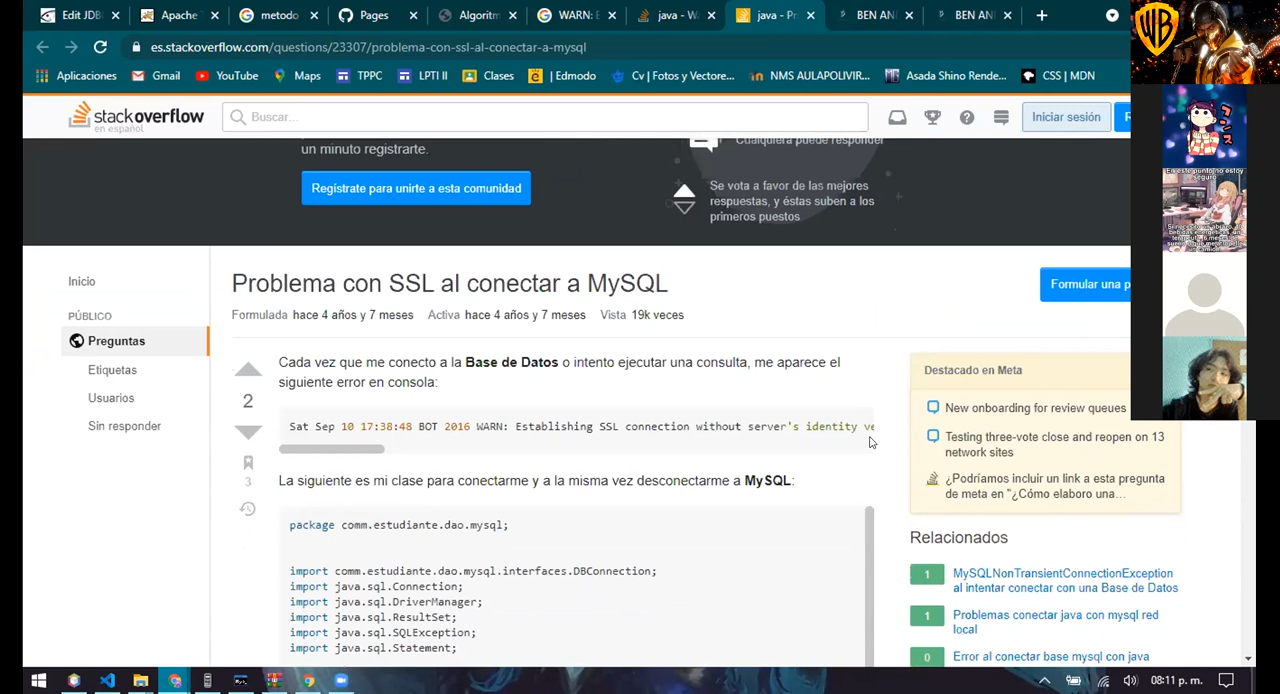 Edit JDB
Apache
metodo
Pages
Algoritm
WARN: E
java - W
java - Pr
BEN AN
BEN AN
es.stackoverflow.com/questions/23307/problema-con-ssl-al-conectar-a-mysql
Aplicaciones
Gmail
YouTube
Maps
TPPC
LPTI II
Clases
| Edmodo
Cv | Fotos y Vectore...
NMS AULAPOLIVIR...
Asada Shino Rende...
CSS | MDN
stackoverflow
en español
Buscar...
Iniciar sesión
un minuto registrarte.
Regístrate para unirte a esta comunidad
Cualquiera puede responder
Se vota a favor de las mejores
respuestas, y éstas suben a los
primeros puestos
Inicio
PÚBLICO
Preguntas
Etiquetas
Usuarios
Sin responder
Problema con SSL al conectar a MySQL
Formular una p
Formulada hace 4 años y 7 meses Activa hace 4 años y 7 meses Vista 19k veces
2
3
Cada vez que me conecto a la Base de Datos o intento ejecutar una consulta, me aparece el
siguiente error en consola:
Sat Sep 10 17:38:48 BOT 2016 WARN: Establishing SSL connection without server's identity ve
La siguiente es mi clase para conectarme y a la misma vez desconectarme a MySQL:
package comm.estudiante.dao.mysql;
import comm.estudiante.dao.mysql.interfaces.DBConnection;
import java.sql.Connection;
import java.sql.DriverManager;
import java.sql.ResultSet;
import java.sql.SQLException;
import java.sql.Statement;
Destacado en Meta
New onboarding for review queues
Testing three-vote close and reopen on 13
network sites
¿Podríamos incluir un link a esta pregunta
de meta en "¿Cómo elaboro una...
Relacionados
1 MySQLNonTransientConnectionException
al intentar conectar con una Base de Datos
1 Problemas conectar java con mysql red
local
0 Error al conectar base mysql con java
En este punto no estoy
seguro
08:11 p. m.